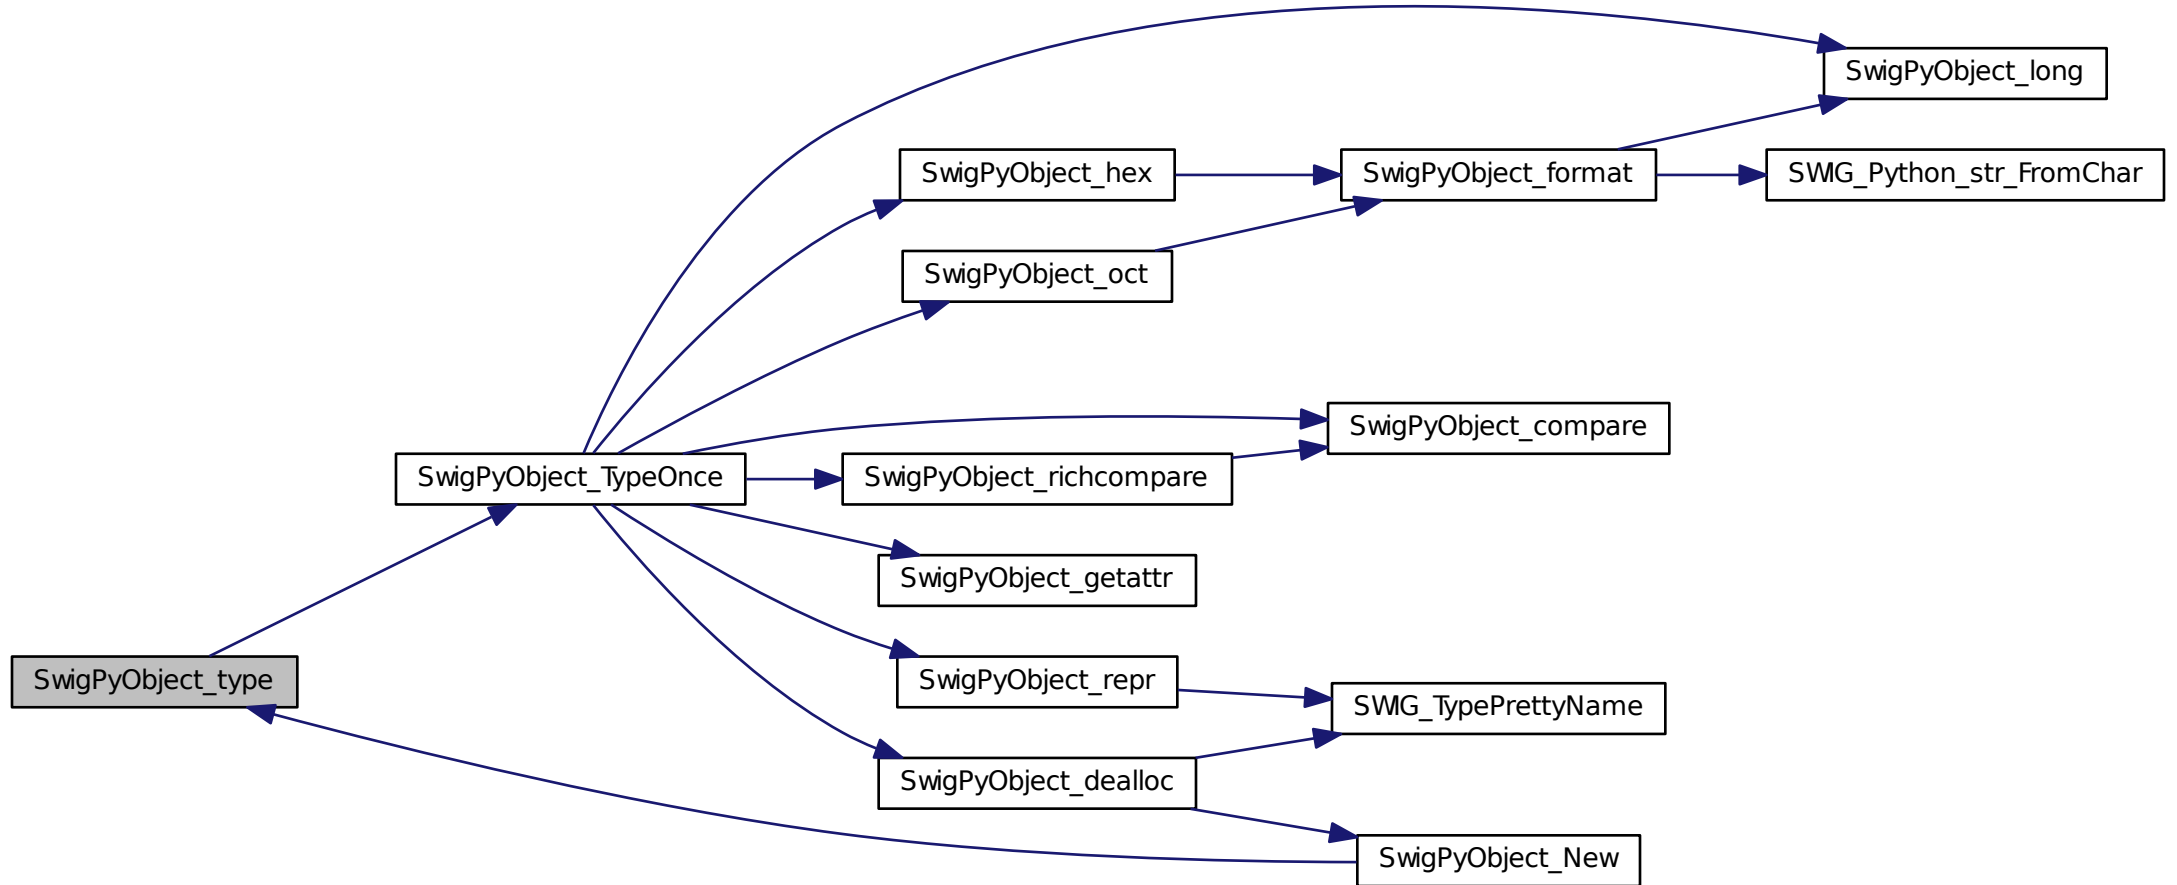 SwigPyObject_long
SwigPyObject_hex
SwigPyObject_format
SWIG_Python_str_FromChar
SwigPyObject_oct
SwigPyObject_compare
SwigPyObject_TypeOnce
SwigPyObject_richcompare
SwigPyObject_getattr
SwigPyObject_type
SwigPyObject_repr
SWIG_TypePrettyName
SwigPyObject_dealloc
SwigPyObject_New